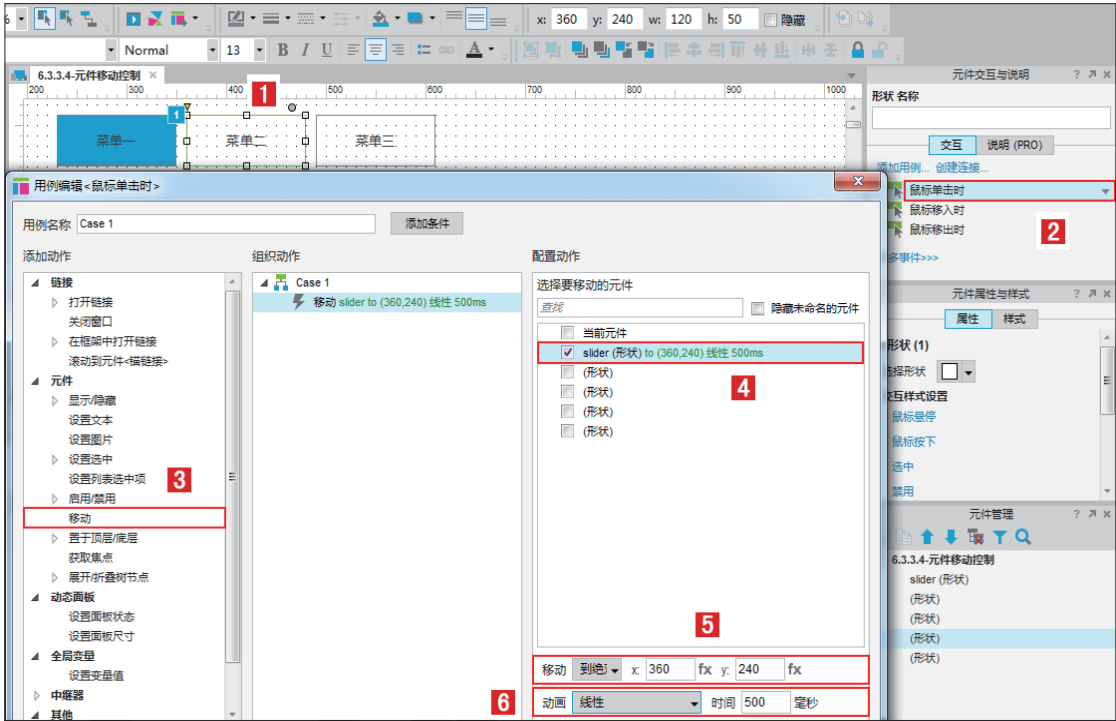 % x: 360 y: 240 w: 120 h: 50 隐藏
Normal 13 B I U A
6.3.3.4-元件移动控制
200 300 400 500 600 700 800 900 1000
1
1
菜单一 菜单二 菜单三
元件交互与说明
形状 名称
交互 说明 (PRO)
添加用例... 创建连接...
鼠标单击时
鼠标移入时
鼠标移出时
2
多事件>>>
元件属性与样式
属性 样式
形状 (1)
选择形状
交互样式设置
鼠标悬停
鼠标按下
选中
禁用
元件管理
6.3.3.4-元件移动控制
slider (形状)
(形状)
(形状)
(形状)
(形状)
用例编辑<鼠标单击时>
用例名称 Case 1 添加条件
添加动作
链接
打开链接
关闭窗口
在框架中打开链接
滚动到元件<锚链接>
元件
显示/隐藏
设置文本
设置图片
设置选中
设置列表选中项
3
启用/禁用
移动
置于顶层/底层
获取焦点
展开/折叠树节点
动态面板
设置面板状态
设置面板尺寸
全局变量
设置变量值
中继器
其他
组织动作
Case 1
移动 slider to (360,240) 线性 500ms
配置动作
选择要移动的元件
查找 隐藏未命名的元件
当前元件
slider (形状) to (360,240) 线性 500ms
(形状)
(形状)
(形状)
(形状)
4
5
移动 到绝 x: 360 fx y: 240 fx
6
动画 线性 时间 500 毫秒